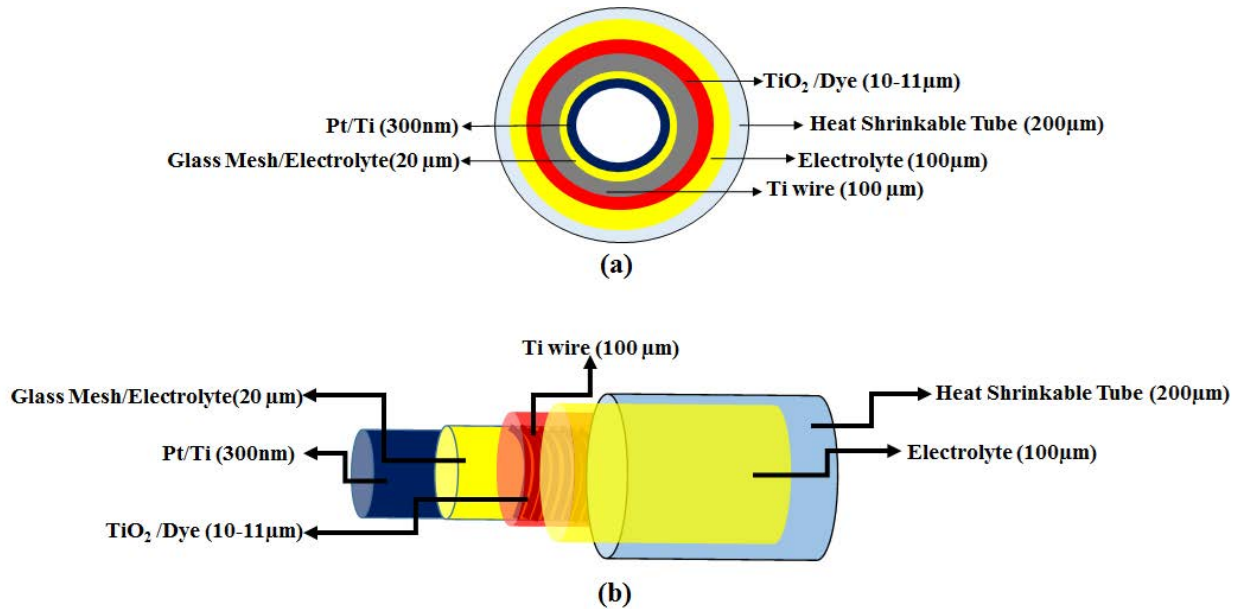 TiO₂ /Dye (10-11μm)
Pt/Ti (300nm)
Heat Shrinkable Tube (200μm)
Glass Mesh/Electrolyte(20 μm)
Electrolyte (100μm)
Ti wire (100 μm)
(a)
Ti wire (100 μm)
Glass Mesh/Electrolyte(20 μm)
Heat Shrinkable Tube (200μm)
Pt/Ti (300nm)
Electrolyte (100μm)
TiO₂ /Dye (10-11μm)
(b)